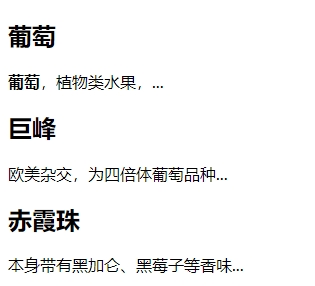 葡萄
葡萄，植物类水果，...
巨峰
欧美杂交，为四倍体葡萄品种...
赤霞珠
本身带有黑加仑、黑莓子等香味...